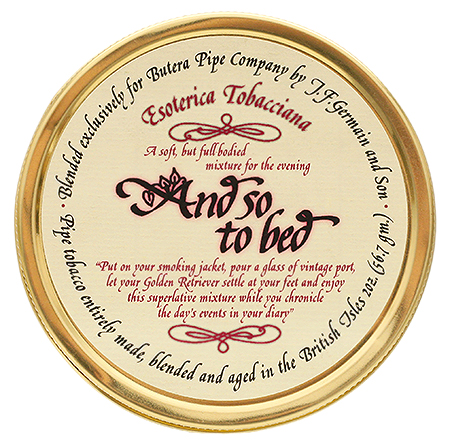 · Blended exclusively for Butera Pipe Company by J.F. Germain and Son ·
Esoterica Tobacciana
A soft, but full bodied
mixture for the evening
And so
to bed
"Put on your smoking jacket, pour a glass of vintage port,
let your Golden Retriever settle at your feet and enjoy
this superlative mixture while you chronicle
the day's events in your diary"
Pipe tobacco entirely made, blended and aged in the British Isles 2oz. (56.7 gm.)